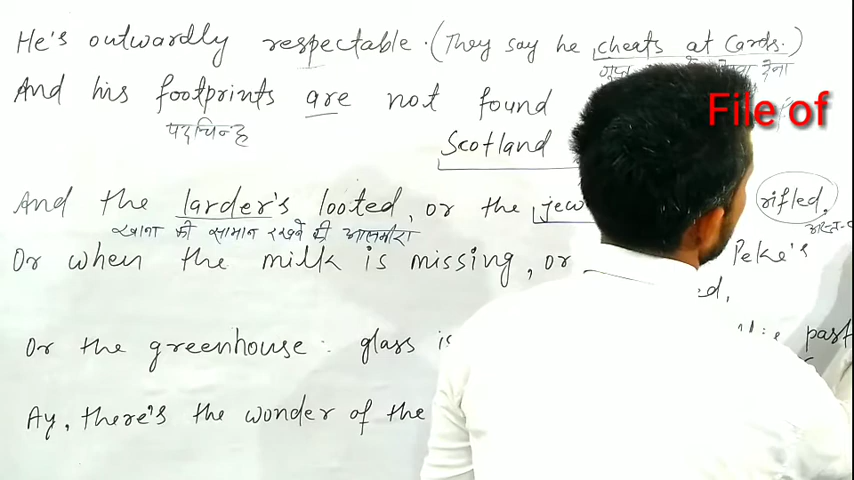 He's outwardly respectable. (They say he cheats at Cards.)
And his footprints are not found
File of
पदचिन्ह
Scotland
And the larder's looted, or the jew rifled,
खाना की सामान रखने की आलमीरा
Or when the milk is missing, or Peke's
Or the greenhouse glass is past
Ay, there's the wonder of the